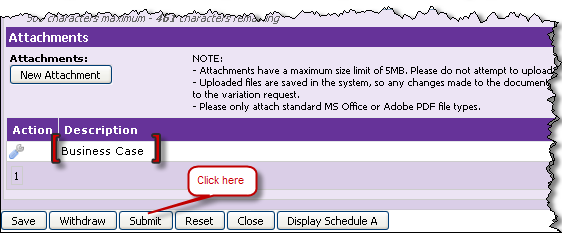 500 characters maximum - 461 characters remaining
Attachments
Attachments:
New Attachment
NOTE:
- Attachments have a maximum size limit of 5MB. Please do not attempt to upload
- Uploaded files are saved in the system, so any changes made to the document
to the variation request.
- Please only attach standard MS Office or Adobe PDF file types.
Action Description
Business Case
1
Click here
Save Withdraw Submit Reset Close Display Schedule A